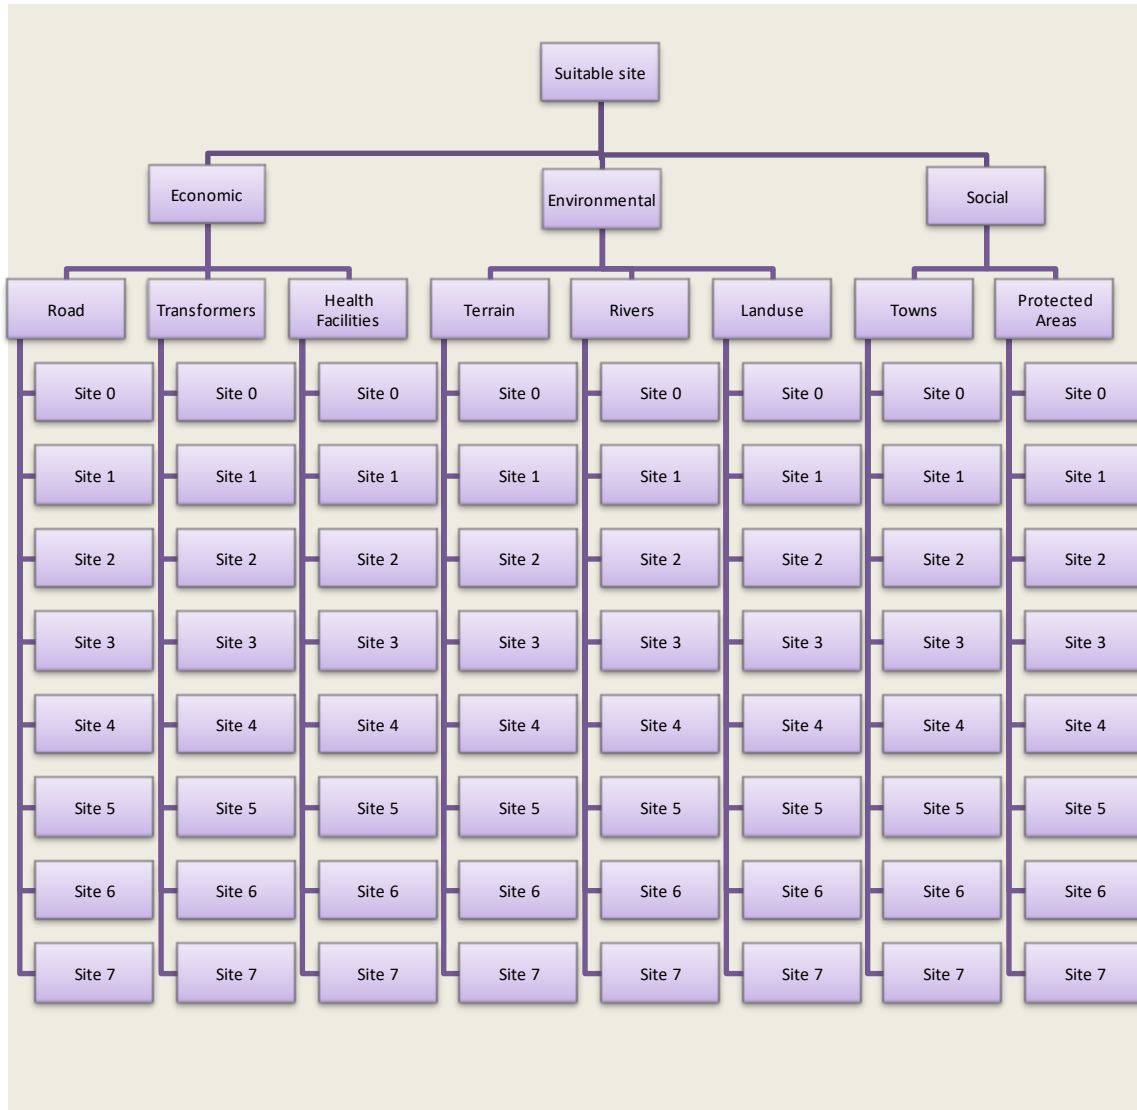 Suitable site
Economic
Environmental
Social
Road
Transformers
Health
Facilities
Terrain
Rivers
Landuse
Towns
Protected
Areas
Site 0
Site 0
Site 0
Site 0
Site 0
Site 0
Site 0
Site 0
Site 1
Site 1
Site 1
Site 1
Site 1
Site 1
Site 1
Site 1
Site 2
Site 2
Site 2
Site 2
Site 2
Site 2
Site 2
Site 2
Site 3
Site 3
Site 3
Site 3
Site 3
Site 3
Site 3
Site 3
Site 4
Site 4
Site 4
Site 4
Site 4
Site 4
Site 4
Site 4
Site 5
Site 5
Site 5
Site 5
Site 5
Site 5
Site 5
Site 5
Site 6
Site 6
Site 6
Site 6
Site 6
Site 6
Site 6
Site 6
Site 7
Site 7
Site 7
Site 7
Site 7
Site 7
Site 7
Site 7